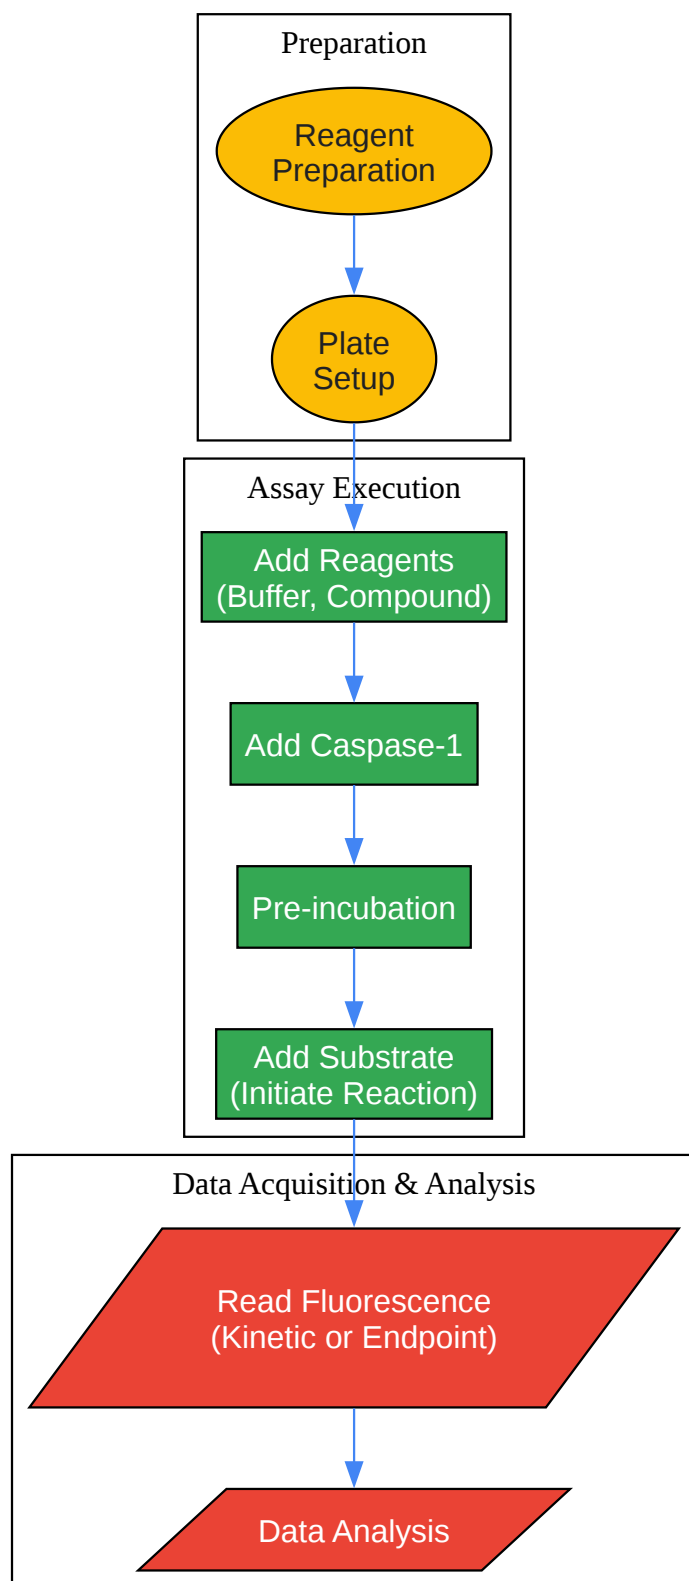 Preparation
Reagent
Preparation
Plate
Setup
Assay Execution
Add Reagents
(Buffer, Compound)
Add Caspase-1
Pre-incubation
Add Substrate
(Initiate Reaction)
Data Acquisition & Analysis
Read Fluorescence
(Kinetic or Endpoint)
Data Analysis